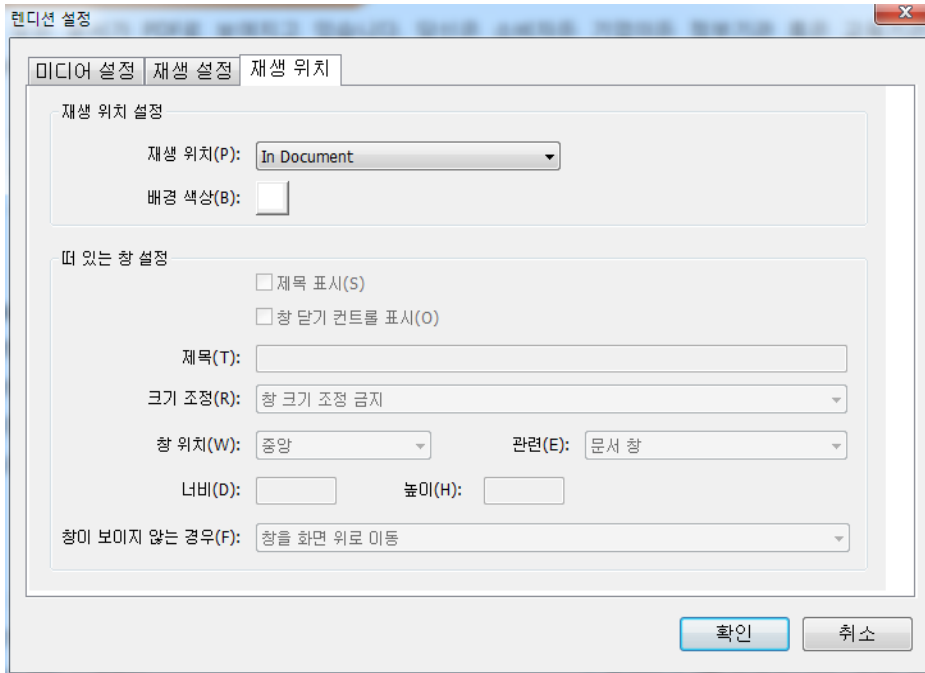 렌디션 설정
미디어 설정 재생 설정 재생 위치
재생 위치 설정
재생 위치(P): In Document
배경 색상(B):
떠 있는 창 설정
제목 표시(S)
창 닫기 컨트롤 표시(O)
제목(T):
크기 조정(R): 창 크기 조정 금지
창 위치(W): 중앙 관련(E): 문서 창
너비(D): 높이(H):
창이 보이지 않는 경우(F): 창을 화면 위로 이동
확인 취소